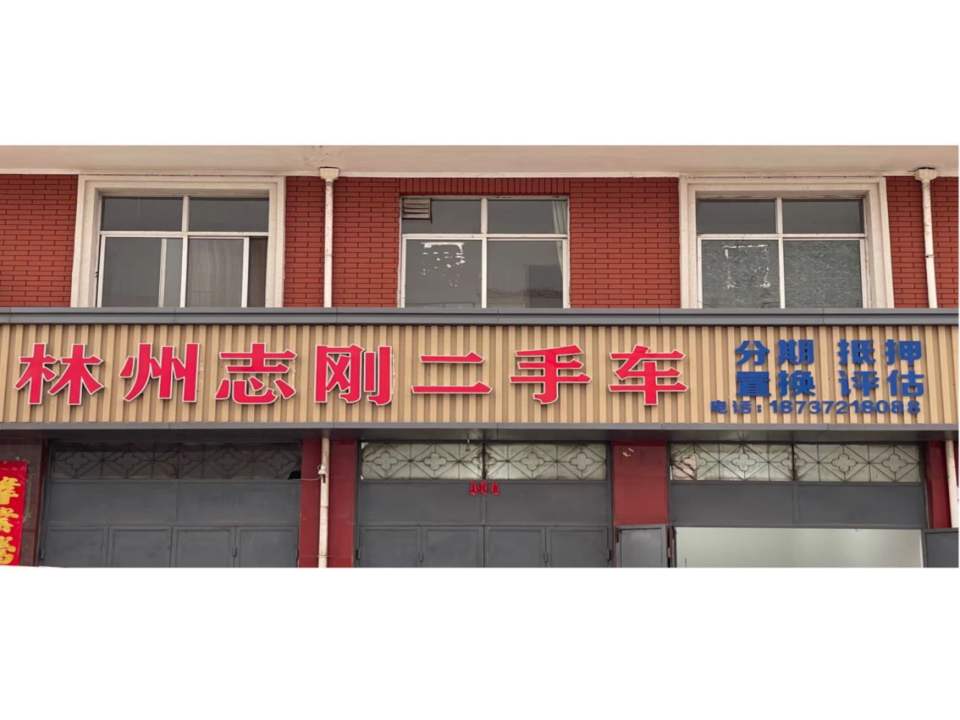 林州志刚二手车
分期 抵押
置换 评估
电话:18737218088